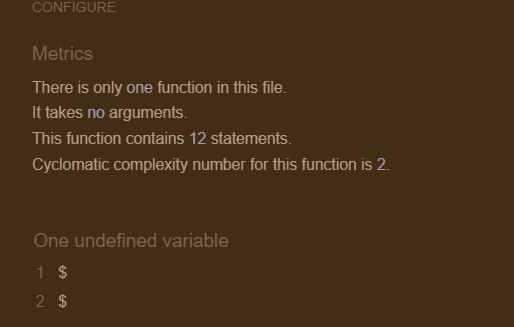 CONFIGURE
Metrics
There is only one function in this file.
It takes no arguments.
This function contains 12 statements.
Cyclomatic complexity number for this function is 2.
One undefined variable
1 $
2 $